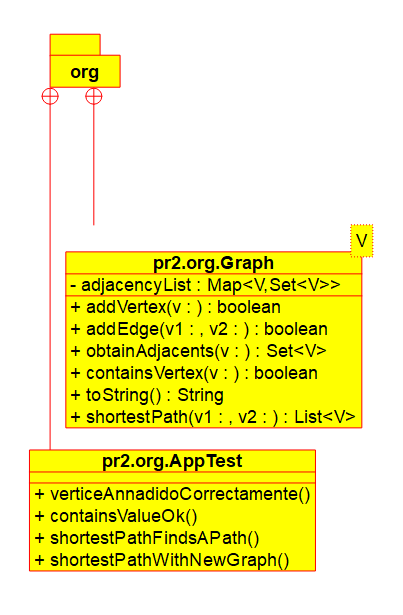 org
V
pr2.org.Graph
- adjacencyList : Map<V,Set<V>>
+ addVertex(v : ) : boolean
+ addEdge(v1 : , v2 : ) : boolean
+ obtainAdjacents(v : ) : Set<V>
+ containsVertex(v : ) : boolean
+ toString() : String
+ shortestPath(v1 : , v2 : ) : List<V>
pr2.org.AppTest
+ verticeAnnadidoCorrectamente()
+ containsValueOk()
+ shortestPathFindsAPath()
+ shortestPathWithNewGraph()